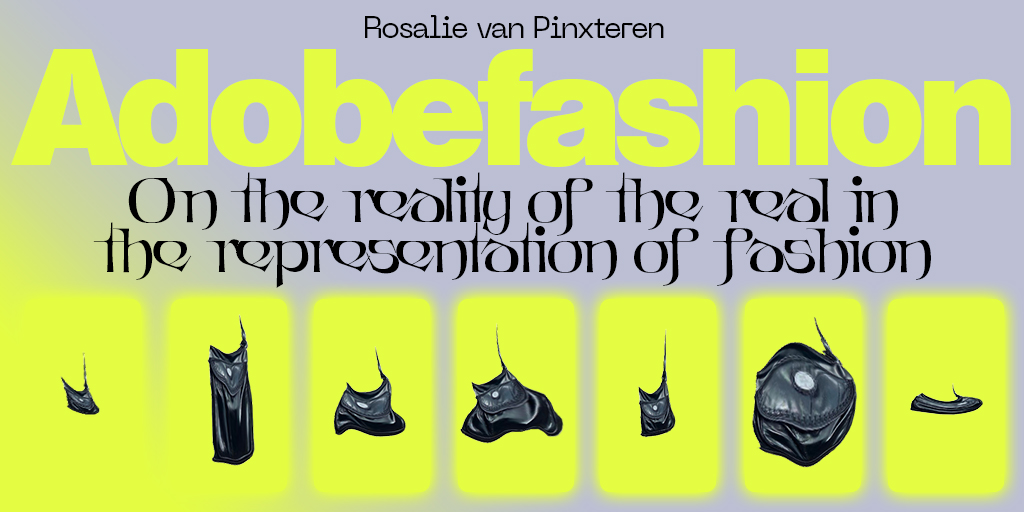 Rosalie van Pinxteren
Adobefashion
On the reality of the real in
the representation of fashion